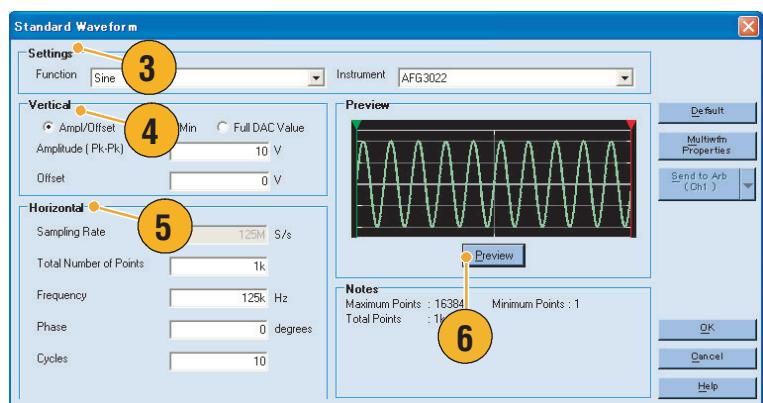 Standard Waveform
Settings
3
Function Sine Instrument AFG3022
Vertical
4
Ampl/Offset Min Full DAC Value
Amplitude ( Pk-Pk) 10 V
Offset 0 V
Preview
Preview
6
Default
Multiwfm Properties
Send to Arb (Ch1 )
Horizontal
5
Sampling Rate 125M S/s
Total Number of Points 1k
Frequency 125k Hz
Phase 0 degrees
Cycles 10
Notes
Maximum Points : 16384 Minimum Points : 1
Total Points : 1k
OK
Cancel
Help